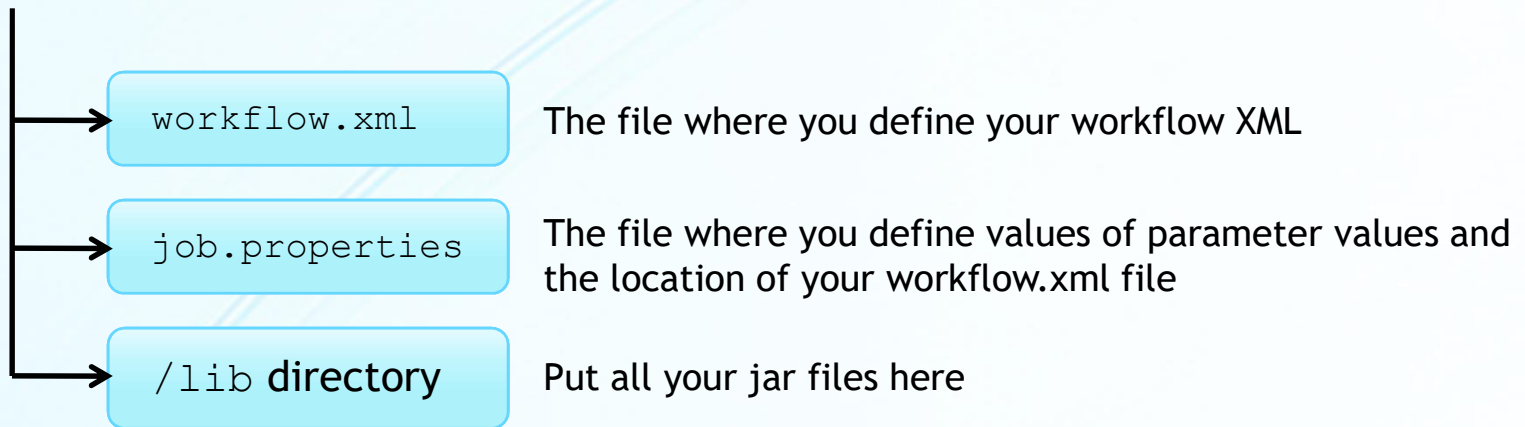 workflow.xml
The file where you define your workflow XML
job.properties
The file where you define values of parameter values and
the location of your workflow.xml file
/lib directory
Put all your jar files here